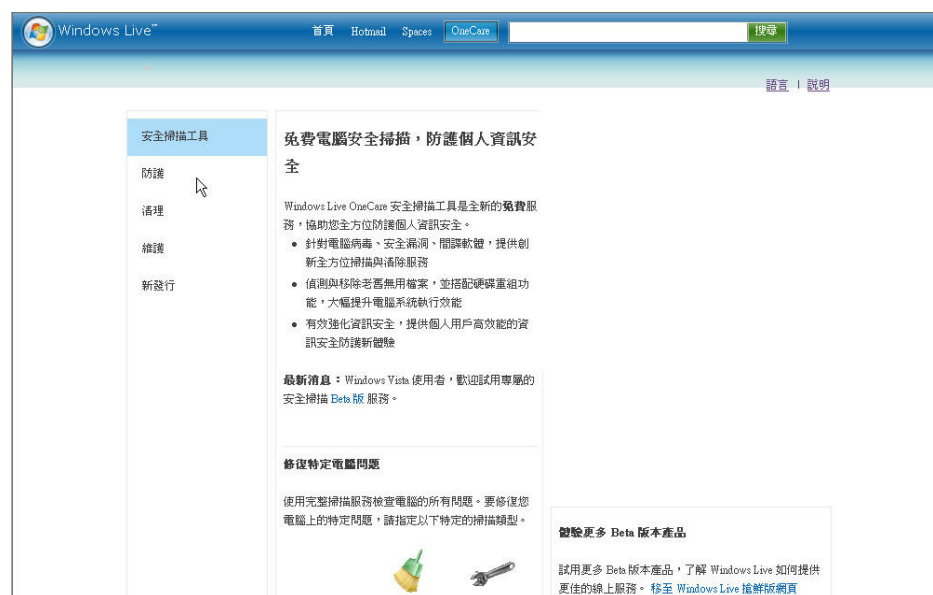 Windows Live™
首頁 Hotmail Spaces OneCare 搜尋
語言 | 說明
安全掃描工具
防護
清理
維護
新發行
免費電腦安全掃描，防護個人資訊安
全
Windows Live OneCare 安全掃描工具是全新的免費服
務，協助您全方位防護個人資訊安全。
• 針對電腦病毒、安全漏洞、間諜軟體，提供創
新全方位掃描與清除服務
• 偵測與移除老舊無用檔案，並搭配硬碟重組功
能，大幅提升電腦系統執行效能
• 有效強化資訊安全，提供個人用戶高效能的資
訊安全防護新體驗
最新消息：Windows Vista 使用者，歡迎試用專屬的
安全掃描 Beta 版 服務。
修復特定電腦問題
使用完整掃描服務檢查電腦的所有問題。要修復您
電腦上的特定問題，請指定以下特定的掃描類型。
體驗更多 Beta 版本產品
試用更多 Beta 版本產品，了解 Windows Live 如何提供
更佳的線上服務。 移至 Windows Live 搶鮮版網頁